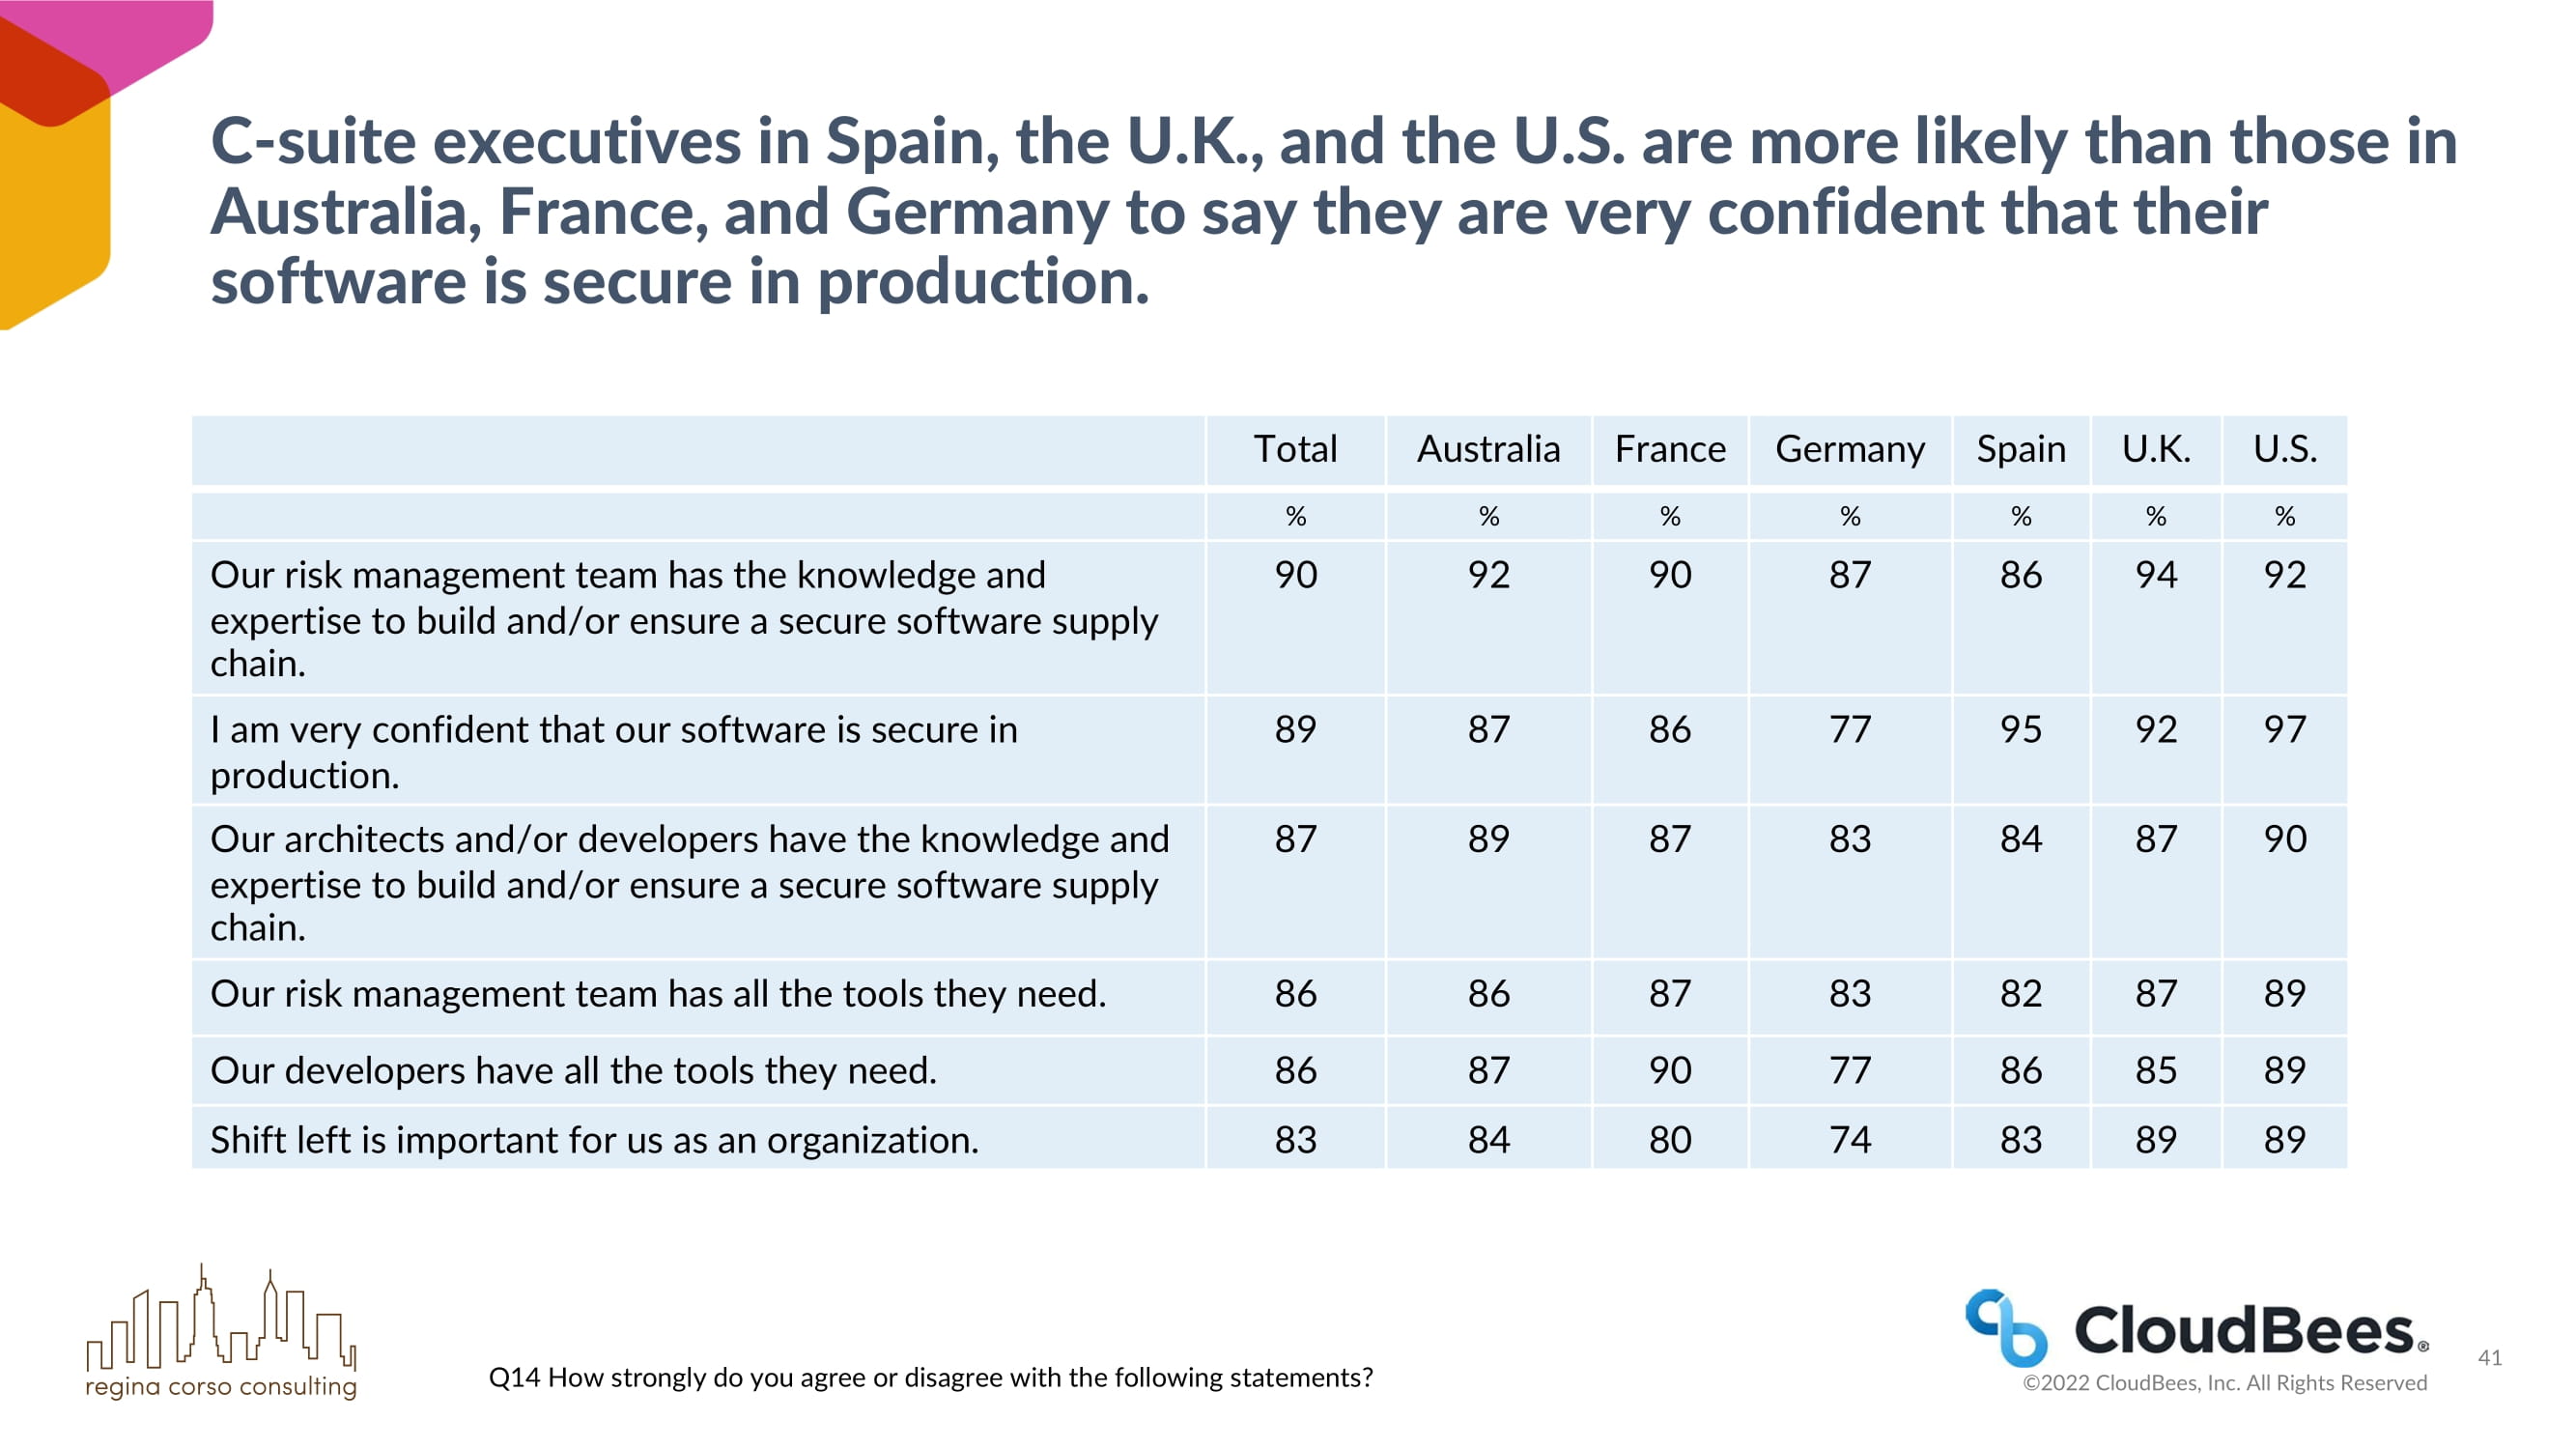 C-suite executives in Spain, the U.K., and the U.S. are more likely than those in
Australia, France, and Germany to say they are very confident that their
software is secure in production.
Total Australia France Germany Spain U.K. U.S.
% % % % % % %
Our risk management team has the knowledge and 90 92 90 87 86 94 92
expertise to build and/or ensure a secure software supply
chain.
I am very confident that our software is secure in 89 87 86 77 95 92 97
production.
Our architects and/or developers have the knowledge and 87 89 87 83 84 87 90
expertise to build and/or ensure a secure software supply
chain.
Our risk management team has all the tools they need. 86 86 87 83 82 87 89
Our developers have all the tools they need. 86 87 90 77 86 85 89
Shift left is important for us as an organization. 83 84 80 74 83 89 89
regina corso consulting
Q14 How strongly do you agree or disagree with the following statements?
CloudBees®
©2022 CloudBees, Inc. All Rights Reserved
41